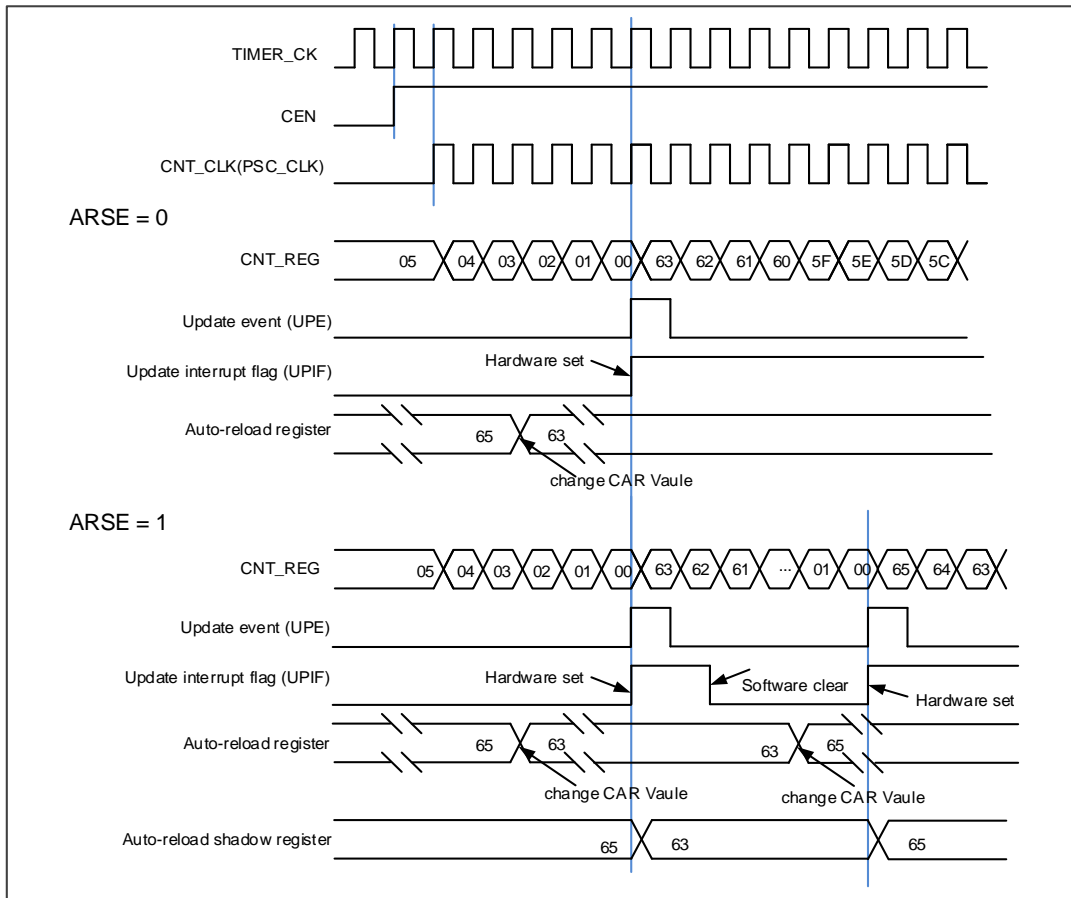 TIMER_CK
CEN
CNT_CLK(PSC_CLK)
ARSE = 0
CNT_REG 05 04 03 02 01 00 63 62 61 60 5F 5E 5D 5C
Update event (UPE)
Hardware set
Update interrupt flag (UPIF)
Auto-reload register 65 63
change CAR Vaule
ARSE = 1
CNT_REG 05 04 03 02 01 00 63 62 61 ... 01 00 65 64 63
Update event (UPE)
Update interrupt flag (UPIF) Hardware set Software clear
Hardware set
Auto-reload register 65 63 63 65
change CAR Vaule change CAR Vaule
Auto-reload shadow register 65 63 65